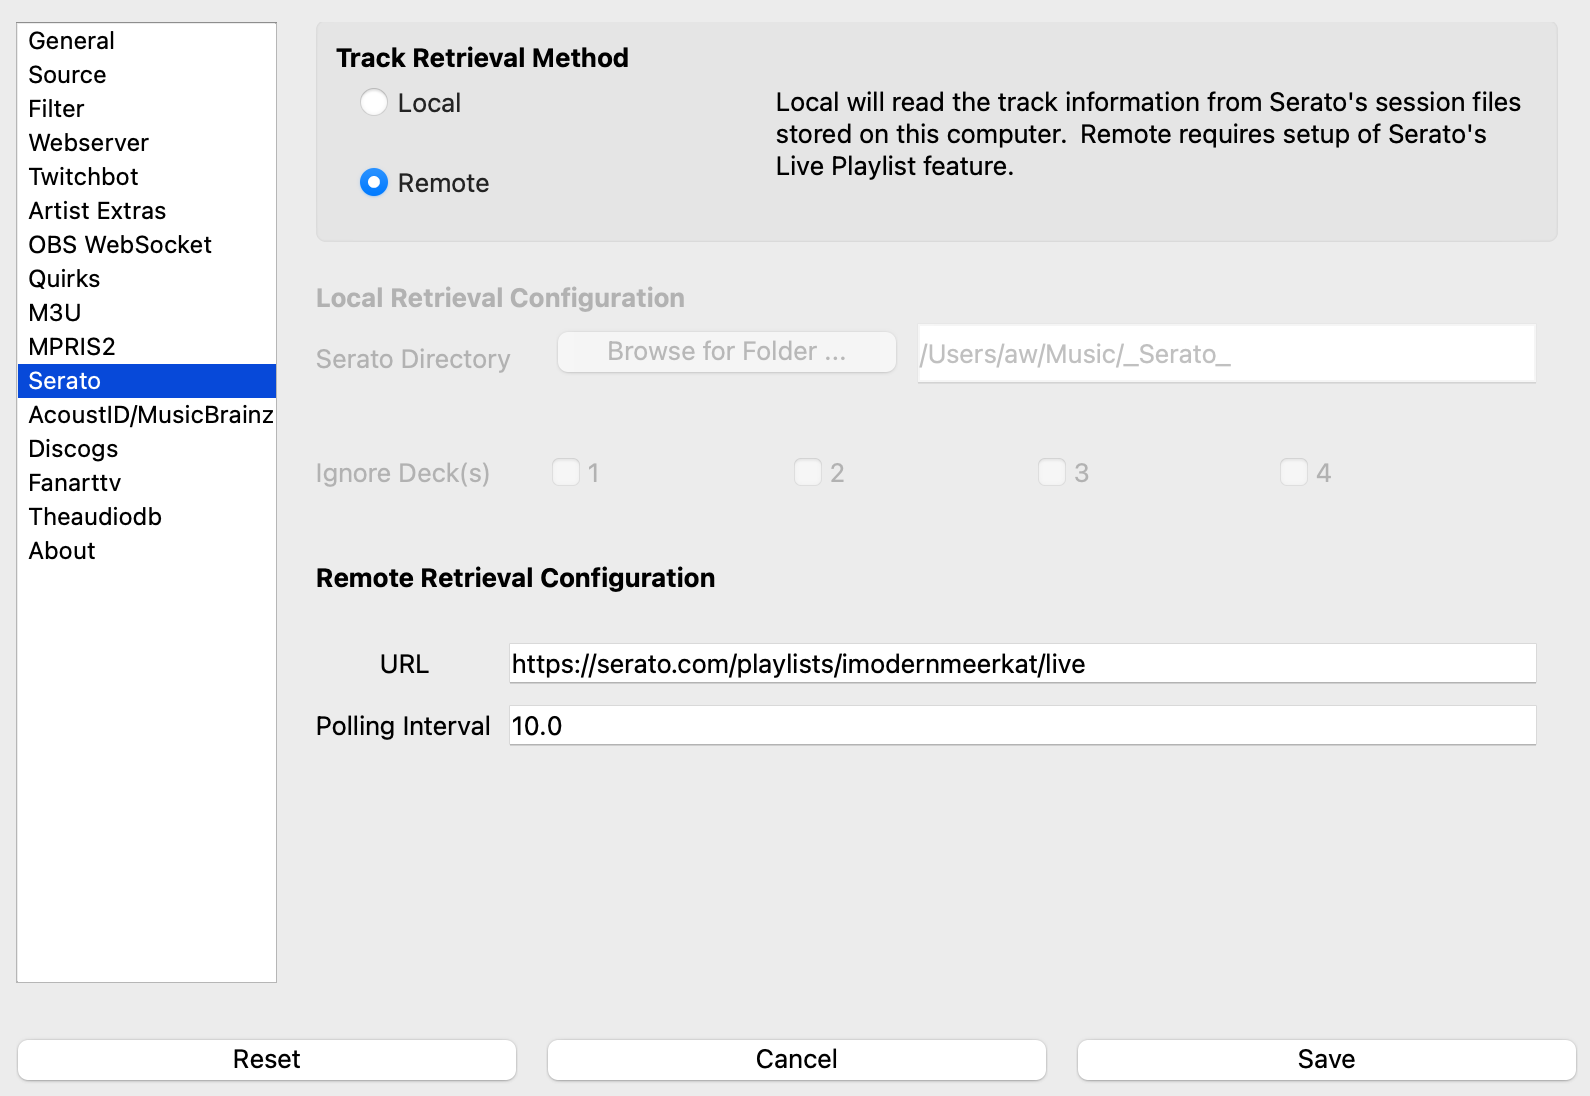 General
Source
Filter
Webserver
Twitchbot
Artist Extras
OBS WebSocket
Quirks
M3U
MPRIS2
Serato
AcoustID/MusicBrainz
Discogs
Fanarttv
Theaudiodb
About
Track Retrieval Method
Local
Remote
Local will read the track information from Serato's session files
stored on this computer.  Remote requires setup of Serato's
Live Playlist feature.
Local Retrieval Configuration
Serato Directory
Browse for Folder ...
/Users/aw/Music/_Serato_
Ignore Deck(s)
1
2
3
4
Remote Retrieval Configuration
URL
https://serato.com/playlists/imodernmeerkat/live
Polling Interval
10.0
Reset
Cancel
Save